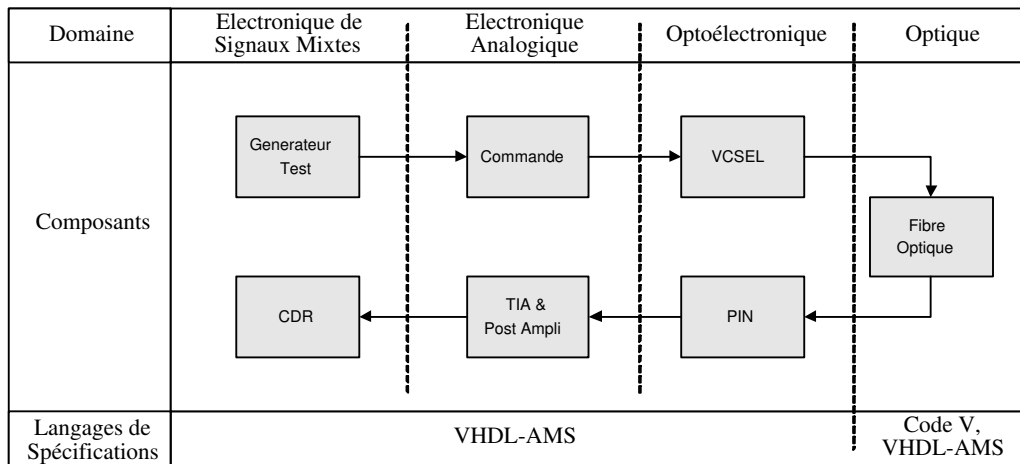 Domaine
Electronique de
Signaux Mixtes
Electronique
Analogique
Optoélectronique
Optique
Composants
Generateur
Test
Commande
VCSEL
Fibre
Optique
CDR
TIA &
Post Ampli
PIN
Langages de
Spécifications
VHDL-AMS
Code V,
VHDL-AMS